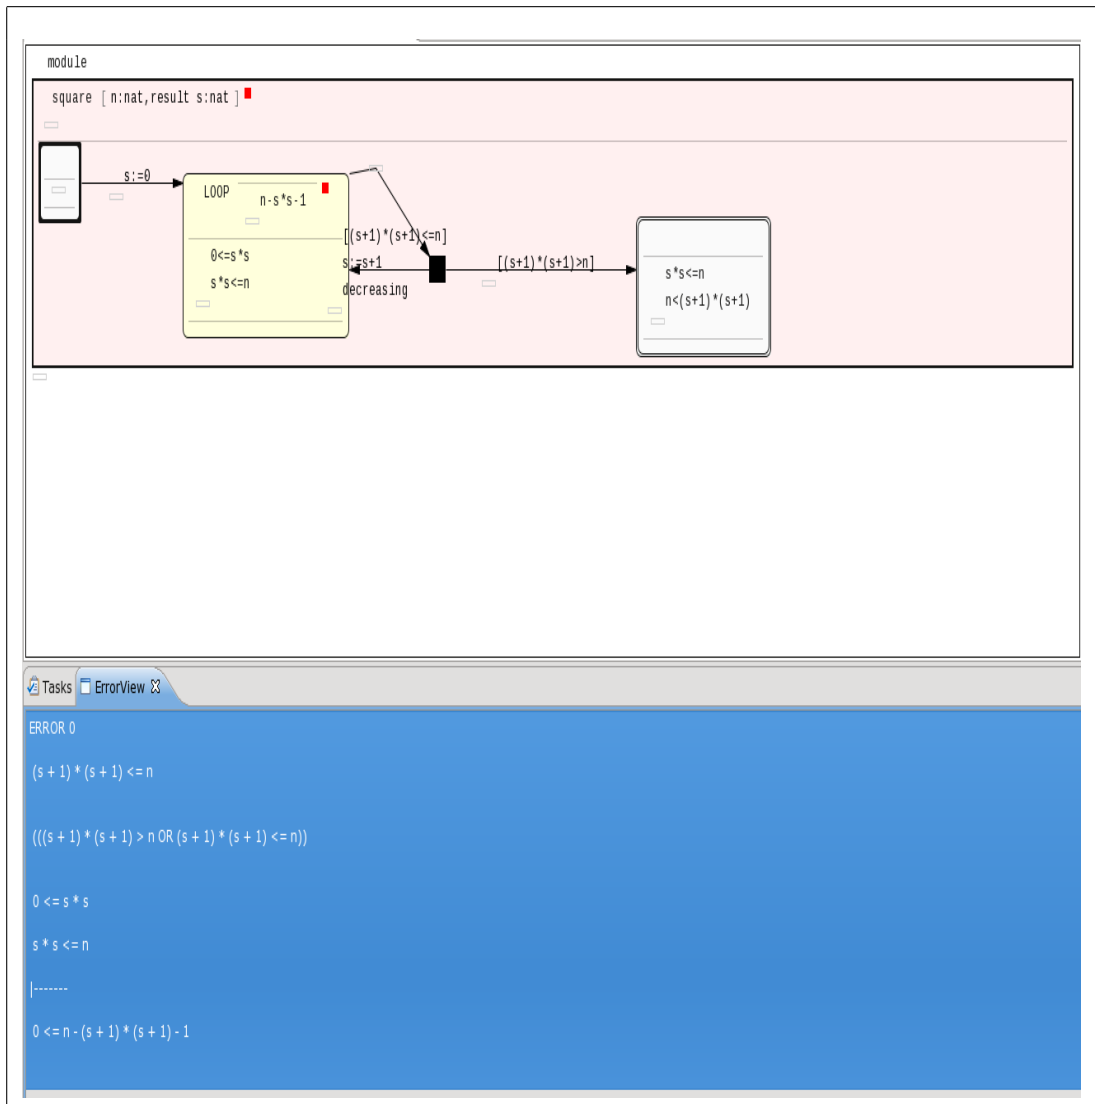 module
square [ n:nat,result s:nat ]
s:=0
LOOP
n-s*s-1
0<=s*s
s*s<=n
[(s+1)*(s+1)<=n]
s:=s+1
decreasing
[(s+1)*(s+1)>n]
s*s<=n
n<(s+1)*(s+1)
Tasks ErrorView
ERROR 0
(s + 1) * (s + 1) <= n
(((s + 1) * (s + 1) > n OR (s + 1) * (s + 1) <= n))
0 <= s * s
s * s <= n
|-------
0 <= n - (s + 1) * (s + 1) - 1